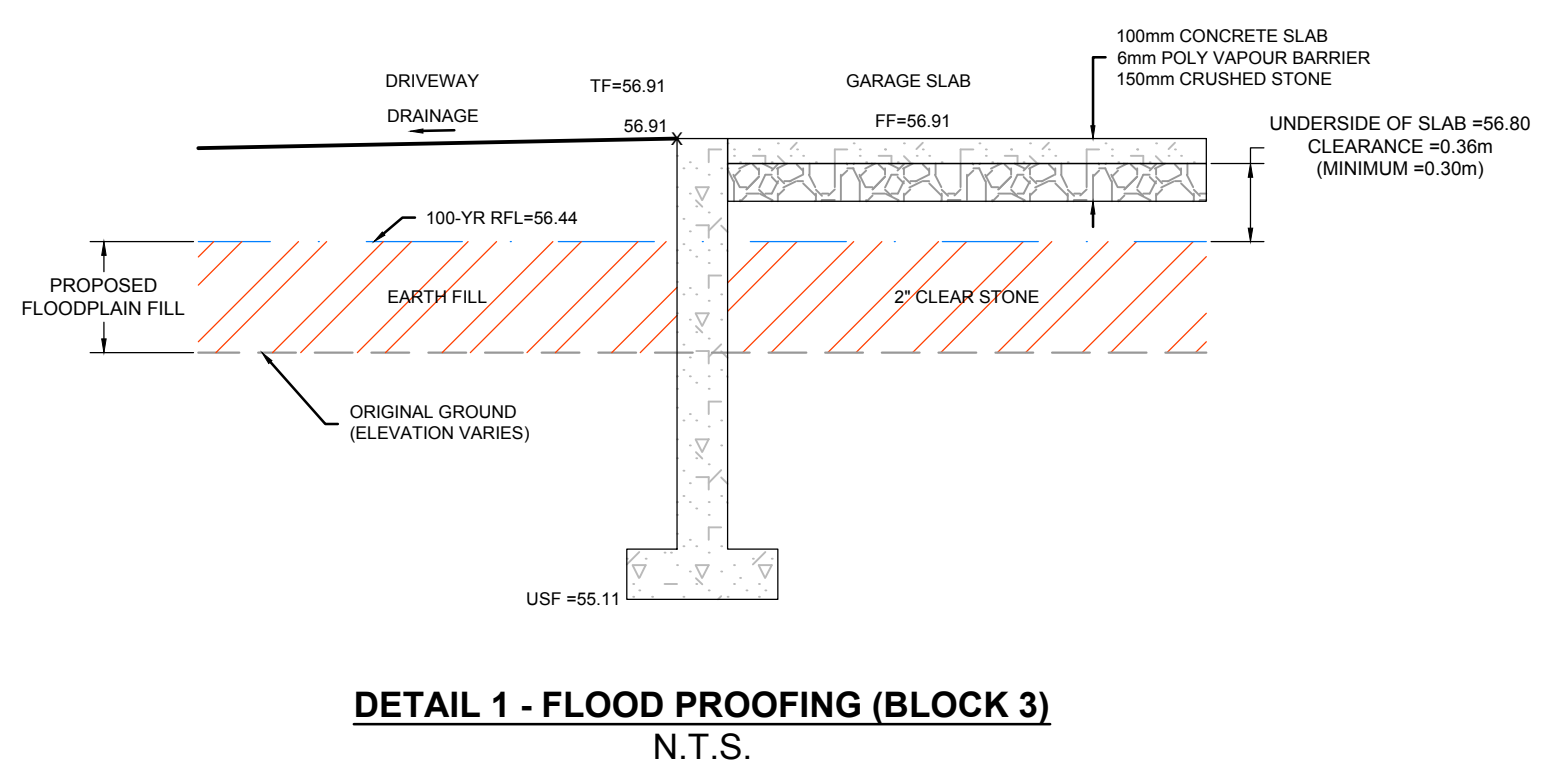 100mm CONCRETE SLAB
6mm POLY VAPOUR BARRIER
150mm CRUSHED STONE
DRIVEWAY
TF=56.91
GARAGE SLAB
DRAINAGE
56.91
FF=56.91
UNDERSIDE OF SLAB =56.80
CLEARANCE =0.36m
(MINIMUM =0.30m)
100-YR RFL=56.44
PROPOSED
FLOODPLAIN FILL
EARTH FILL
2" CLEAR STONE
ORIGINAL GROUND
(ELEVATION VARIES)
USF =55.11
DETAIL 1 - FLOOD PROOFING (BLOCK 3)
N.T.S.